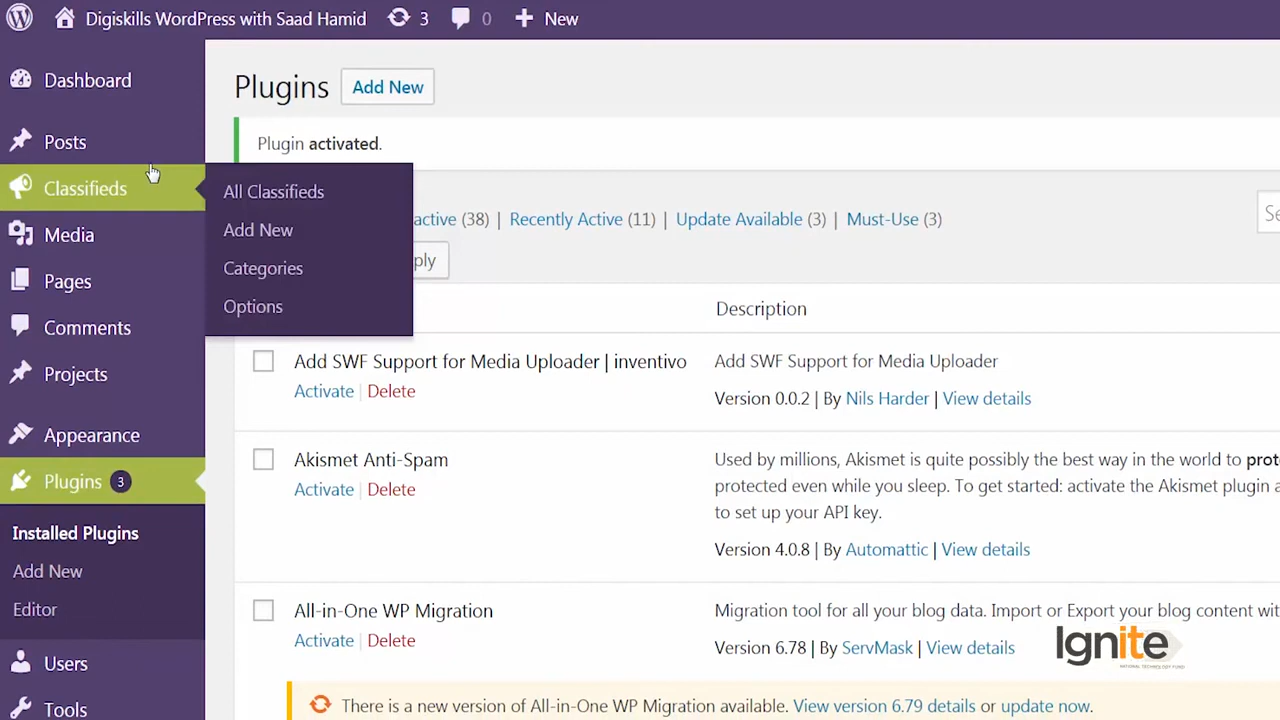 Digiskills WordPress with Saad Hamid 3 0 New
Dashboard
Posts
Classifieds
Media
Pages
Comments
Projects
Appearance
Plugins 3
Installed Plugins
Add New
Editor
Users
Tools
All Classifieds
Add New
Categories
Options
Plugins Add New
Plugin activated.
active (38) | Recently Active (11) | Update Available (3) | Must-Use (3)
Description
Add SWF Support for Media Uploader | inventivo
Activate | Delete
Add SWF Support for Media Uploader
Version 0.0.2 | By Nils Harder | View details
Akismet Anti-Spam
Activate | Delete
Used by millions, Akismet is quite possibly the best way in the world to
protected even while you sleep. To get started: activate the Akismet plugin
to set up your API key.
Version 4.0.8 | By Automattic | View details
All-in-One WP Migration
Activate | Delete
Migration tool for all your blog data. Import or Export your blog content
Version 6.78 | By ServMask | View details
There is a new version of All-in-One WP Migration available. View version 6.79 details or update now.
Ignite
NATIONAL TECHNOLOGY FUND